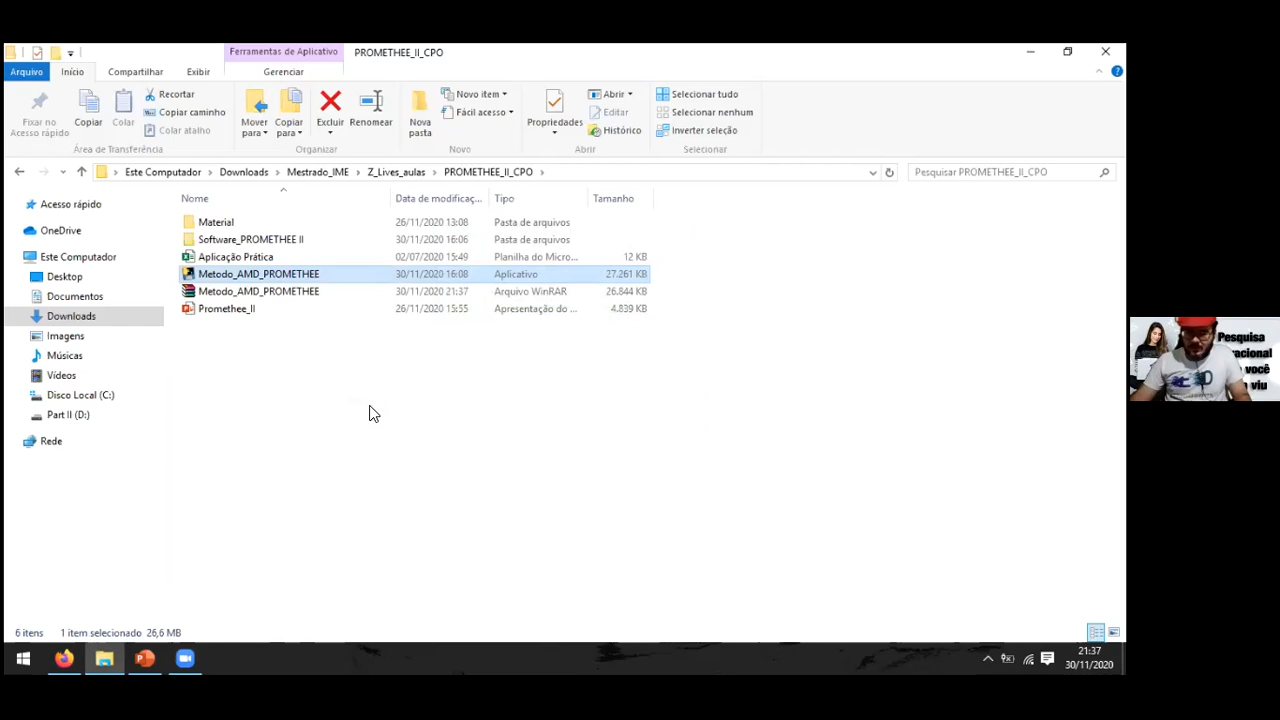 Ferramentas de Aplicativo
PROMETHEE_II_CPO
Arquivo
Início
Compartilhar
Exibir
Gerenciar
Fixar no
Acesso rápido
Copiar
Colar
Recortar
Copiar caminho
Colar atalho
Área de Transferência
Mover
para
Copiar
para
Excluir
Renomear
Organizar
Nova
pasta
Novo item
Fácil acesso
Novo
Propriedades
Abrir
Editar
Histórico
Abrir
Selecionar tudo
Selecionar nenhum
Inverter seleção
Selecionar
Este Computador > Downloads > Mestrado_IME > Z_Lives_aulas > PROMETHEE_II_CPO >
Pesquisar PROMETHEE_II_CPO
Acesso rápido
OneDrive
Este Computador
Desktop
Documentos
Downloads
Imagens
Músicas
Vídeos
Disco Local (C:)
Part II (D:)
Rede
Nome Data de modificaç... Tipo Tamanho
Material 26/11/2020 13:08 Pasta de arquivos
Software_PROMETHEE II 30/11/2020 16:06 Pasta de arquivos
Aplicação Prática 02/07/2020 15:49 Planilha do Micro... 12 KB
Metodo_AMD_PROMETHEE 30/11/2020 16:08 Aplicativo 27.261 KB
Metodo_AMD_PROMETHEE 30/11/2020 21:37 Arquivo WinRAR 26.844 KB
Promethee_II 26/11/2020 15:55 Apresentação do ... 4.839 KB
Pesquisa
acional
você
viu
6 itens 1 item selecionado 26,6 MB
21:37
30/11/2020